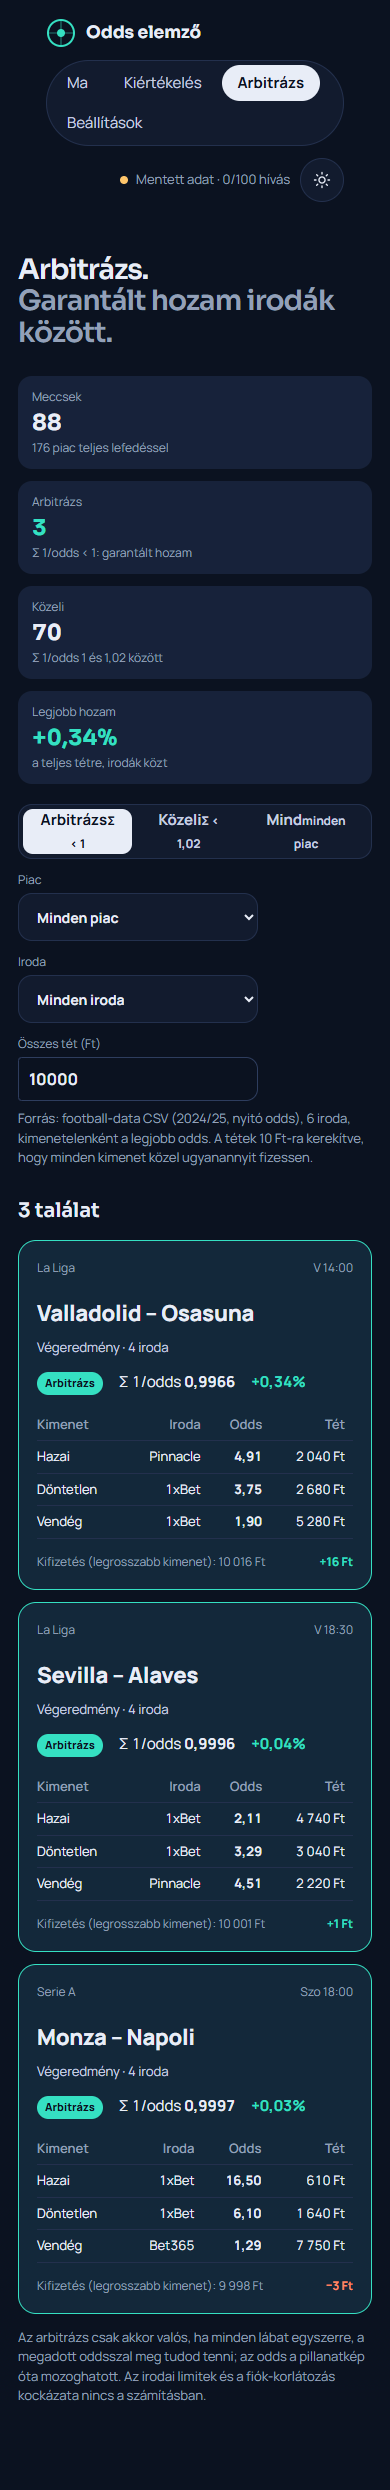 Odds elemző
Ma Kiértékelés Arbitrázs
Beállítások
Mentett adat · 0/100 hívás
Arbitrázs.
Garantált hozam irodák
között.
Meccsek
88
176 piac teljes lefedéssel
Arbitrázs
3
Σ 1/odds < 1: garantált hozam
Közeli
70
Σ 1/odds 1 és 1,02 között
Legjobb hozam
+0,34%
a teljes tétre, irodák közt
ArbitrázsΣ KözeliΣ < Mindminden
< 1 1,02 piac
Piac
Minden piac
Iroda
Minden iroda
Összes tét (Ft)
10000
Forrás: football-data CSV (2024/25, nyitó odds), 6 iroda,
kimenetelenként a legjobb odds. A tétek 10 Ft-ra kerekítve,
hogy minden kimenet közel ugyanannyit fizessen.
3 találat
La Liga V 14:00
Valladolid – Osasuna
Végeredmény · 4 iroda
Arbitrázs Σ 1/odds 0,9966 +0,34%
Kimenet Iroda Odds Tét
Hazai Pinnacle 4,91 2 040 Ft
Döntetlen 1xBet 3,75 2 680 Ft
Vendég 1xBet 1,90 5 280 Ft
Kifizetés (legrosszabb kimenet): 10 016 Ft +16 Ft
La Liga V 18:30
Sevilla – Alaves
Végeredmény · 4 iroda
Arbitrázs Σ 1/odds 0,9996 +0,04%
Kimenet Iroda Odds Tét
Hazai 1xBet 2,11 4 740 Ft
Döntetlen 1xBet 3,29 3 040 Ft
Vendég Pinnacle 4,51 2 220 Ft
Kifizetés (legrosszabb kimenet): 10 001 Ft +1 Ft
Serie A Szo 18:00
Monza – Napoli
Végeredmény · 4 iroda
Arbitrázs Σ 1/odds 0,9997 +0,03%
Kimenet Iroda Odds Tét
Hazai 1xBet 16,50 610 Ft
Döntetlen 1xBet 6,10 1 640 Ft
Vendég Bet365 1,29 7 750 Ft
Kifizetés (legrosszabb kimenet): 9 998 Ft −3 Ft
Az arbitrázs csak akkor valós, ha minden lábat egyszerre, a
megadott oddsszal meg tudod tenni; az odds a pillanatkép
óta mozoghatott. Az irodai limitek és a fiók-korlátozás
kockázata nincs a számításban.